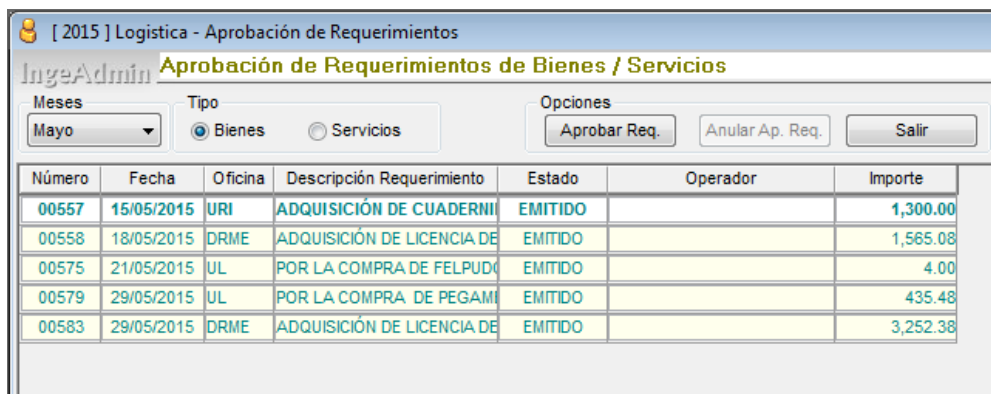 [ 2015 ] Logistica - Aprobación de Requerimientos
IngeAdmin Aprobación de Requerimientos de Bienes / Servicios
Meses Tipo Opciones
Mayo Bienes Servicios Aprobar Req. Anular Ap. Req. Salir
Número Fecha Oficina Descripción Requerimiento Estado Operador Importe
00557 15/05/2015 URI ADQUISICIÓN DE CUADERNI EMITIDO 1,300.00
00558 18/05/2015 DRME ADQUISICIÓN DE LICENCIA DE EMITIDO 1,565.08
00575 21/05/2015 UL POR LA COMPRA DE FELPUDO EMITIDO 4.00
00579 29/05/2015 UL POR LA COMPRA DE PEGAMI EMITIDO 435.48
00583 29/05/2015 DRME ADQUISICIÓN DE LICENCIA DE EMITIDO 3,252.38